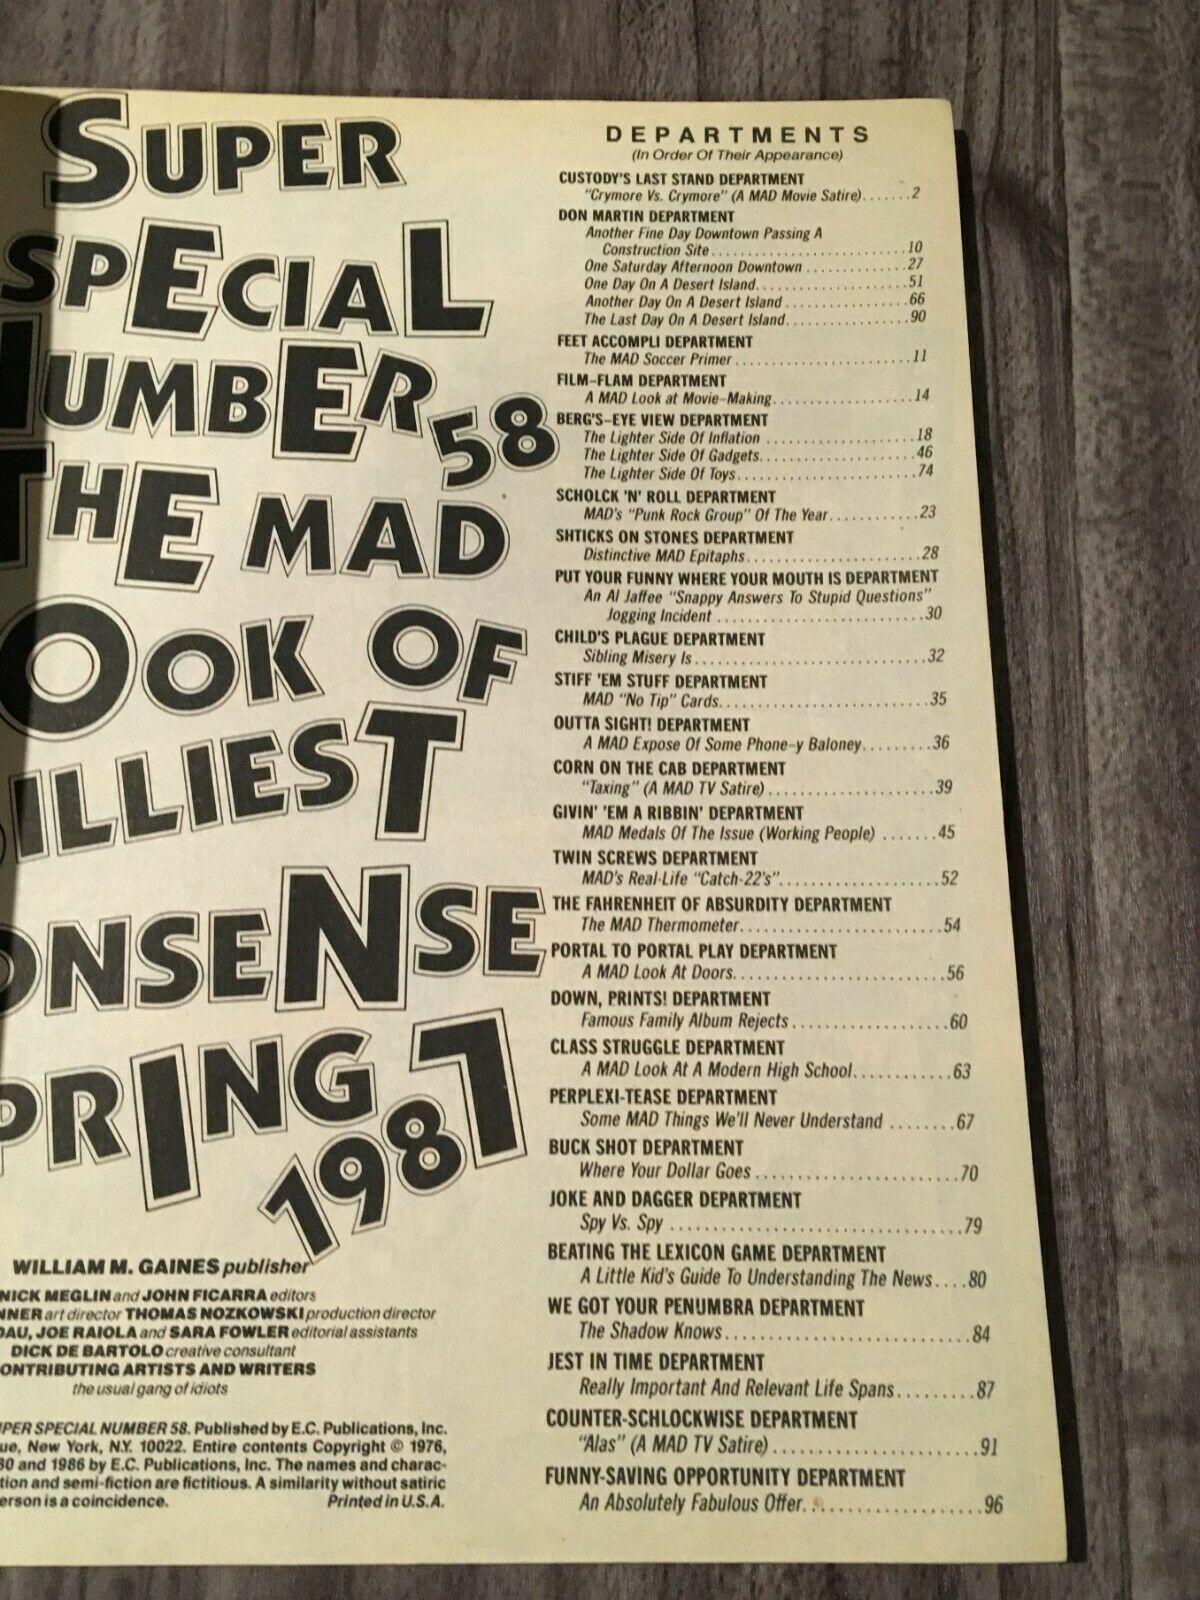 SUPER
SPECIAL
NUMBER 58
THE MAD
OOK OF
SILLIEST
ONSENSE
PRING
1987
WILLIAM M. GAINES publisher
NICK MEGLIN and JOHN FICARRA editors
NNER art director THOMAS NOZKOWSKI production director
DAU, JOE RAIOLA and SARA FOWLER editorial assistants
DICK DE BARTOLO creative consultant
ONTRIBUTING ARTISTS AND WRITERS
the usual gang of idiots
PER SPECIAL NUMBER 58. Published by E.C. Publications, Inc.
ue, New York, N.Y. 10022. Entire contents Copyright © 1976,
80 and 1986 by E.C. Publications, Inc. The names and charac-
tion and semi-fiction are fictitious. A similarity without satiric
erson is a coincidence. Printed in U.S.A.
DEPARTMENTS
(In Order Of Their Appearance)
CUSTODY'S LAST STAND DEPARTMENT
"Crymore Vs. Crymore" (A MAD Movie Satire).......2
DON MARTIN DEPARTMENT
Another Fine Day Downtown Passing A
Construction Site............................10
One Saturday Afternoon Downtown..............27
One Day On A Desert Island....................51
Another Day On A Desert Island................66
The Last Day On A Desert Island...............90
FEET ACCOMPLI DEPARTMENT
The MAD Soccer Primer.........................11
FILM-FLAM DEPARTMENT
A MAD Look at Movie-Making....................14
BERG'S-EYE VIEW DEPARTMENT
The Lighter Side Of Inflation......................18
The Lighter Side Of Gadgets......................46
The Lighter Side Of Toys..........................74
SCHOLCK 'N' ROLL DEPARTMENT
MAD's "Punk Rock Group" Of The Year............23
SHTICKS ON STONES DEPARTMENT
Distinctive MAD Epitaphs........................28
PUT YOUR FUNNY WHERE YOUR MOUTH IS DEPARTMENT
An Al Jaffee "Snappy Answers To Stupid Questions"
Jogging Incident............................30
CHILD'S PLAGUE DEPARTMENT
Sibling Misery Is...............................32
STIFF 'EM STUFF DEPARTMENT
MAD "No Tip" Cards............................35
OUTTA SIGHT! DEPARTMENT
A MAD Expose Of Some Phone-y Baloney.........36
CORN ON THE CAB DEPARTMENT
"Taxing" (A MAD TV Satire)......................39
GIVIN' 'EM A RIBBIN' DEPARTMENT
MAD Medals Of The Issue (Working People).......45
TWIN SCREWS DEPARTMENT
MAD's Real-Life "Catch-22's".....................52
THE FAHRENHEIT OF ABSURDITY DEPARTMENT
The MAD Thermometer...........................54
PORTAL TO PORTAL PLAY DEPARTMENT
A MAD Look At Doors............................56
DOWN, PRINTS! DEPARTMENT
Famous Family Album Rejects....................60
CLASS STRUGGLE DEPARTMENT
A MAD Look At A Modern High School............63
PERPLEXI-TEASE DEPARTMENT
Some MAD Things We'll Never Understand........67
BUCK SHOT DEPARTMENT
Where Your Dollar Goes.........................70
JOKE AND DAGGER DEPARTMENT
Spy Vs. Spy....................................79
BEATING THE LEXICON GAME DEPARTMENT
A Little Kid's Guide To Understanding The News....80
WE GOT YOUR PENUMBRA DEPARTMENT
The Shadow Knows..............................84
JEST IN TIME DEPARTMENT
Really Important And Relevant Life Spans.........87
COUNTER-SCHLOCKWISE DEPARTMENT
"Alas" (A MAD TV Satire)........................91
FUNNY-SAVING OPPORTUNITY DEPARTMENT
An Absolutely Fabulous Offer.....................96